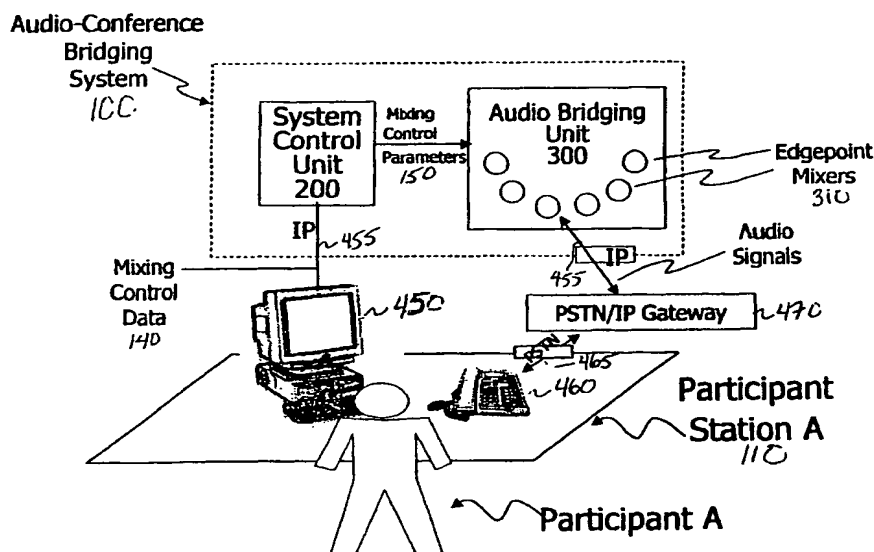 Audio-Conference
Bridging
System
100
System
Control
Unit
200
Mixing
Control
Parameters
150
Audio Bridging
Unit
300
Edgepoint
Mixers
310
IP
455
Mixing
Control
Data
140
450
455
IP
Audio
Signals
PSTN/IP Gateway
470
PSTN
465
460
Participant
Station A
110
Participant A